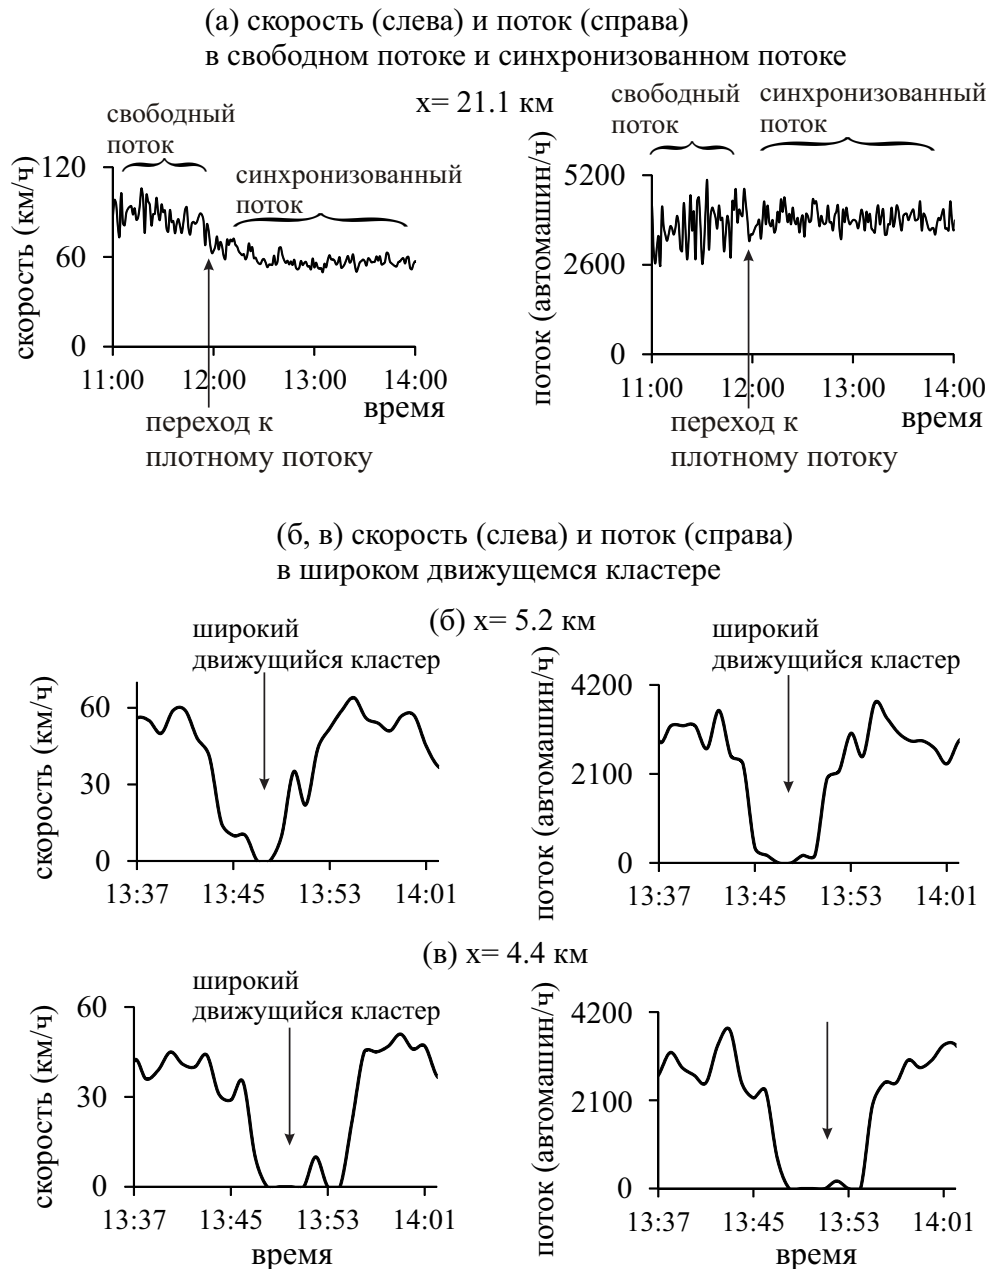 (а) скорость (слева) и поток (справа)
в свободном потоке и синхронизованном потоке
x= 21.1 км
свободный
поток
синхронизованный
поток
скорость (км/ч)
120
60
0
11:00
12:00
13:00
14:00
время
переход к
плотному потоку
свободный
поток
синхронизованный
поток
поток (автомашин/ч)
5200
2600
0
11:00
12:00
13:00
14:00
время
переход к
плотному потоку
(б, в) скорость (слева) и поток (справа)
в широком движущемся кластере
(б) x= 5.2 км
широкий
движущийся кластер
скорость (км/ч)
60
30
0
13:37
13:45
13:53
14:01
широкий
движущийся кластер
поток (автомашин/ч)
4200
2100
0
13:37
13:45
13:53
14:01
(в) x= 4.4 км
широкий
движущийся кластер
скорость (км/ч)
60
30
0
13:37
13:45
13:53
14:01
время
поток (автомашин/ч)
4200
2100
0
13:37
13:45
13:53
14:01
время